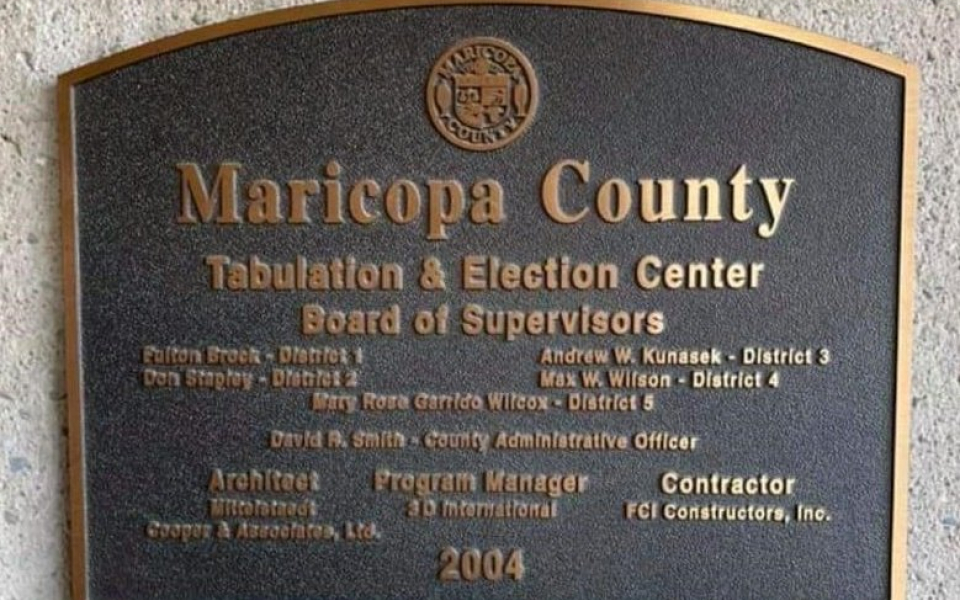 MARICOPA
COUNTY
Maricopa County
Tabulation & Election Center
Board of Supervisors
Fulton Brock - District 1
Andrew W. Kunasek - District 3
Don Stapley - District 2
Max W. Wilson - District 4
Mary Rose Garrido Wilcox - District 5
David R. Smith - County Administrative Officer
Architect
Program Manager
Contractor
Mittelstaedt
3D International
FCI Constructors, Inc.
Cooper & Associates, Ltd.
2004